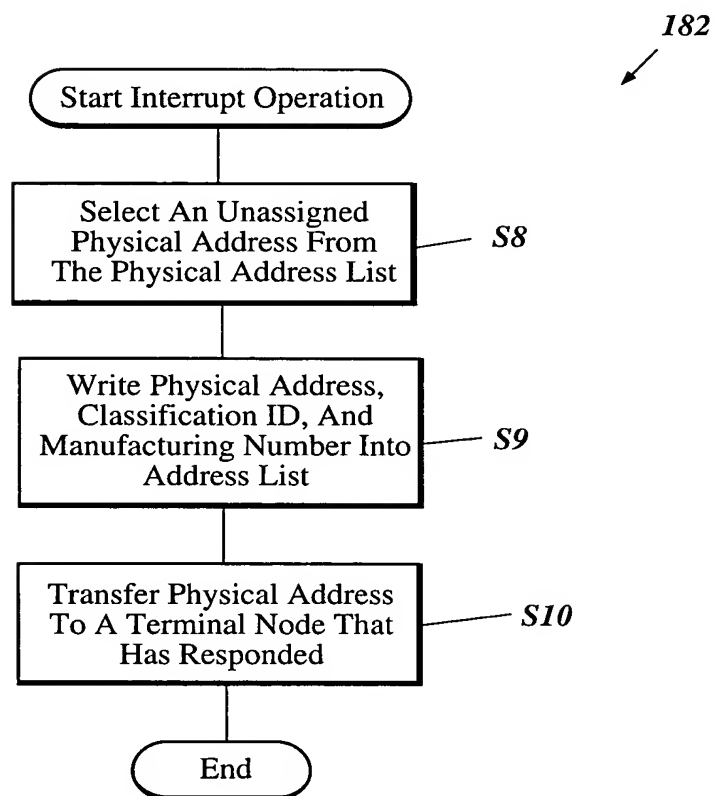 182
Start Interrupt Operation
Select An Unassigned
Physical Address From
The Physical Address List
S8
Write Physical Address,
Classification ID, And
Manufacturing Number Into
Address List
S9
Transfer Physical Address
To A Terminal Node That
Has Responded
S10
End